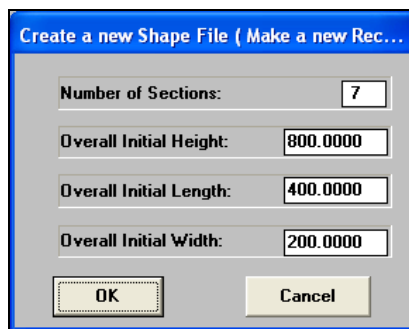 Create a new Shape File ( Make a new Rec...
Number of Sections: 7
Overall Initial Height: 800.0000
Overall Initial Length: 400.0000
Overall Initial Width: 200.0000
OK Cancel